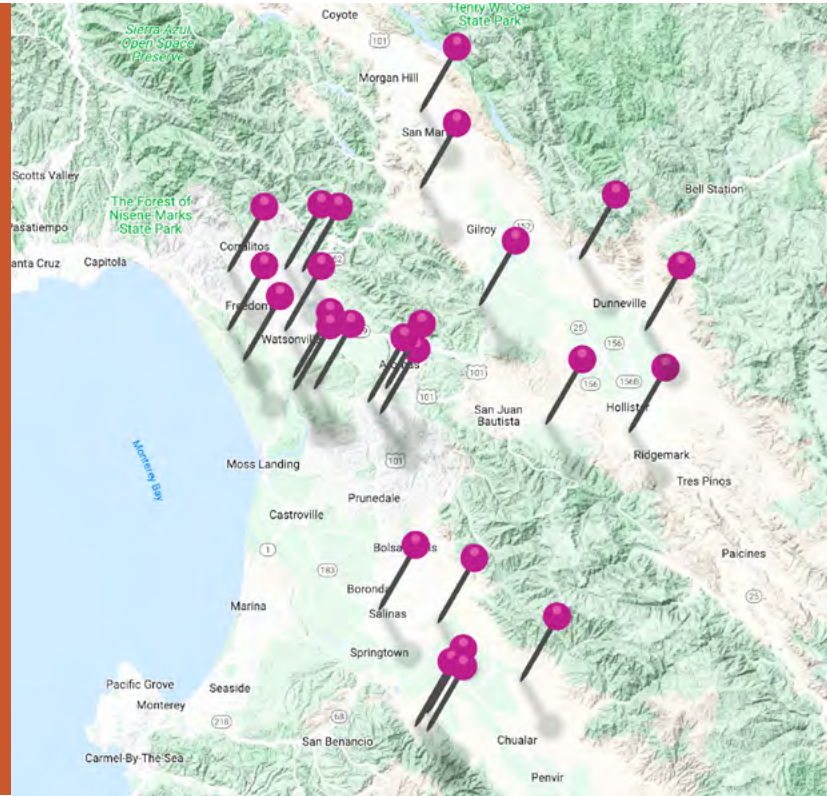 Coyote
Henry W. Coe
State Park
Sierra Azul
Open Space
Preserve
101
Morgan Hill
San Mar
Scotts Valley
Bell Station
The Forest of
Nisene Marks
State Park
Pasatiempo
Gilroy
152
Corralitos
anta Cruz
Capitola
Dunneville
Freedom
25
156
Watsonville
101
156
156B
101
San Juan
Bautista
Hollister
Monterey Bay
Ridgemark
Moss Landing
101
Tres Pinos
Prunedale
Castroville
1
Bolsa
Paicines
183
Boronda
25
Marina
Salinas
Springtown
Pacific Grove
Seaside
Monterey
218
68
San Benancio
Chualar
Carmel-By-The-Sea
Penvir